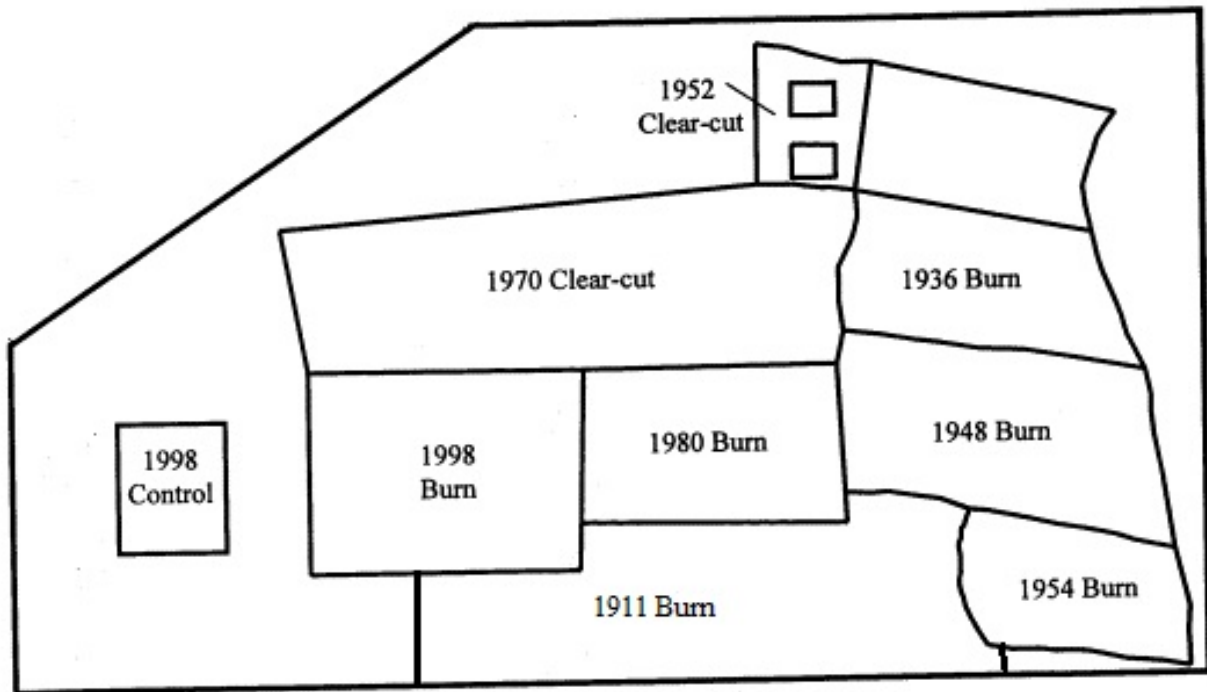 1952
Clear-cut
1970 Clear-cut
1936 Burn
1948 Burn
1980 Burn
1998
Burn
1998
Control
1954 Burn
1911 Burn